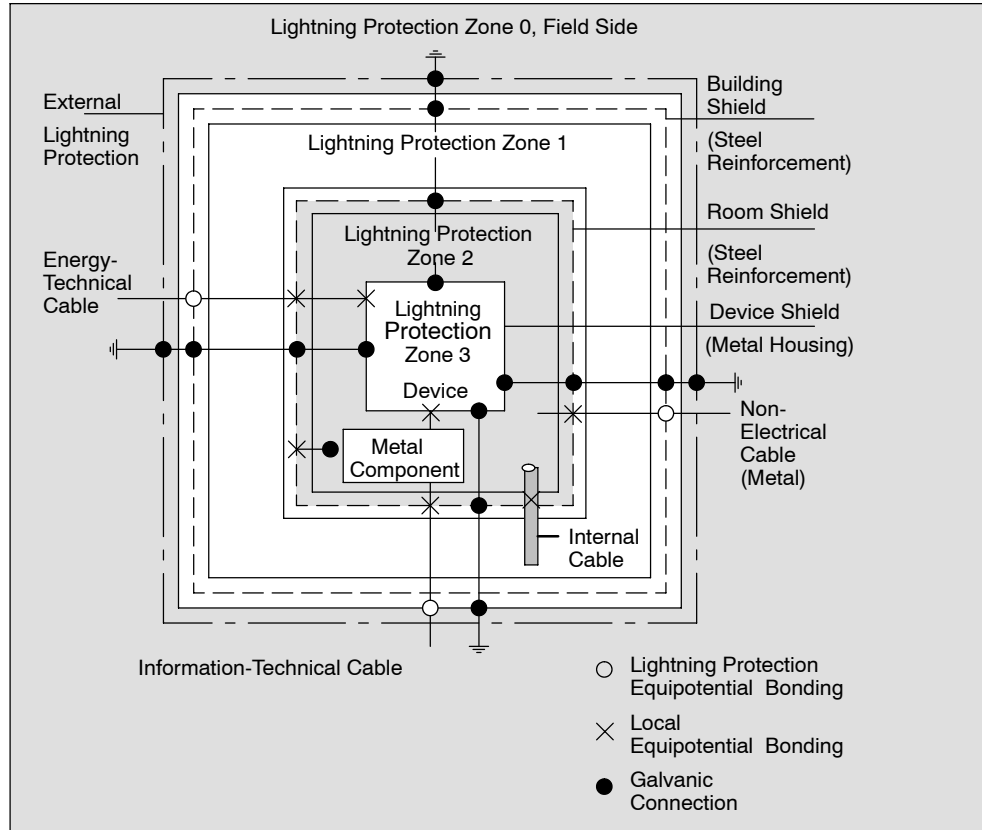 Lightning Protection Zone 0, Field Side
External
Lightning
Protection
Building
Shield
(Steel
Reinforcement)
Lightning Protection Zone 1
Room Shield
(Steel
Reinforcement)
Lightning Protection
Zone 2
Energy-
Technical
Cable
Lightning
Protection
Zone 3
Device
Device Shield
(Metal Housing)
Non-
Electrical
Cable
(Metal)
Metal
Component
Internal
Cable
Information-Technical Cable
Lightning Protection
Equipotential Bonding
Local
Equipotential Bonding
Galvanic
Connection